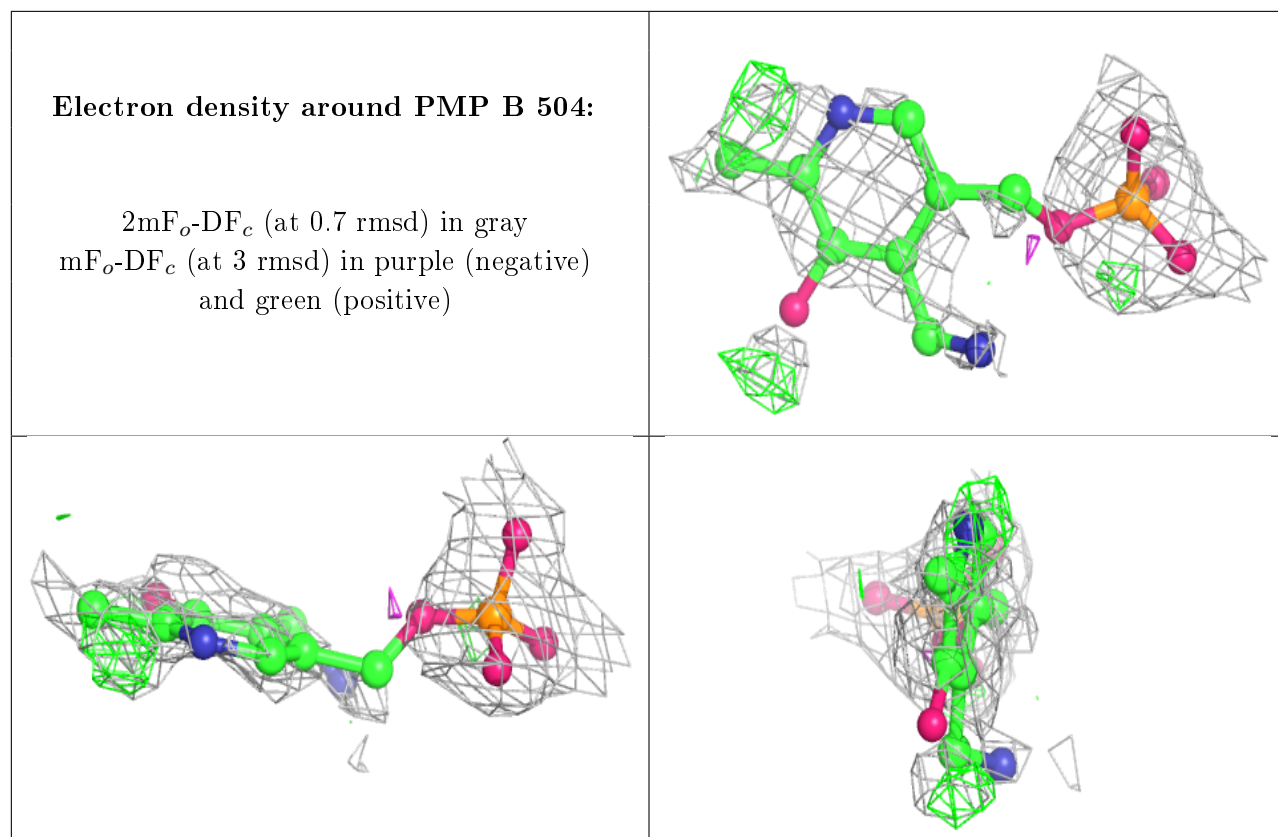 Electron density around PMP B 504:
2mFₒ-DF𝒸 (at 0.7 rmsd) in gray
mFₒ-DF𝒸 (at 3 rmsd) in purple (negative)
and green (positive)